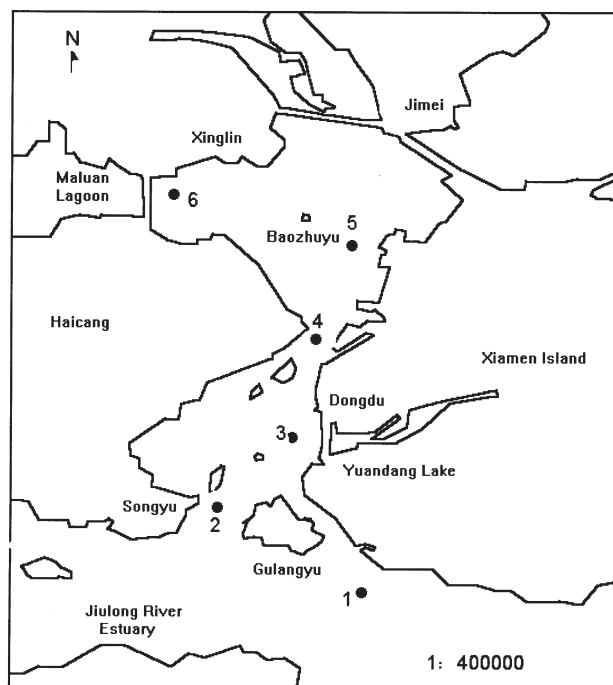 N
Jimei
Xinglin
Maluan
Lagoon
6
5
Baozhuyu
Haicang
4
Xiamen Island
Dongdu
3
Yuandang Lake
Songyu
2
Gulangyu
1
Jiulong River
Estuary
1: 400000